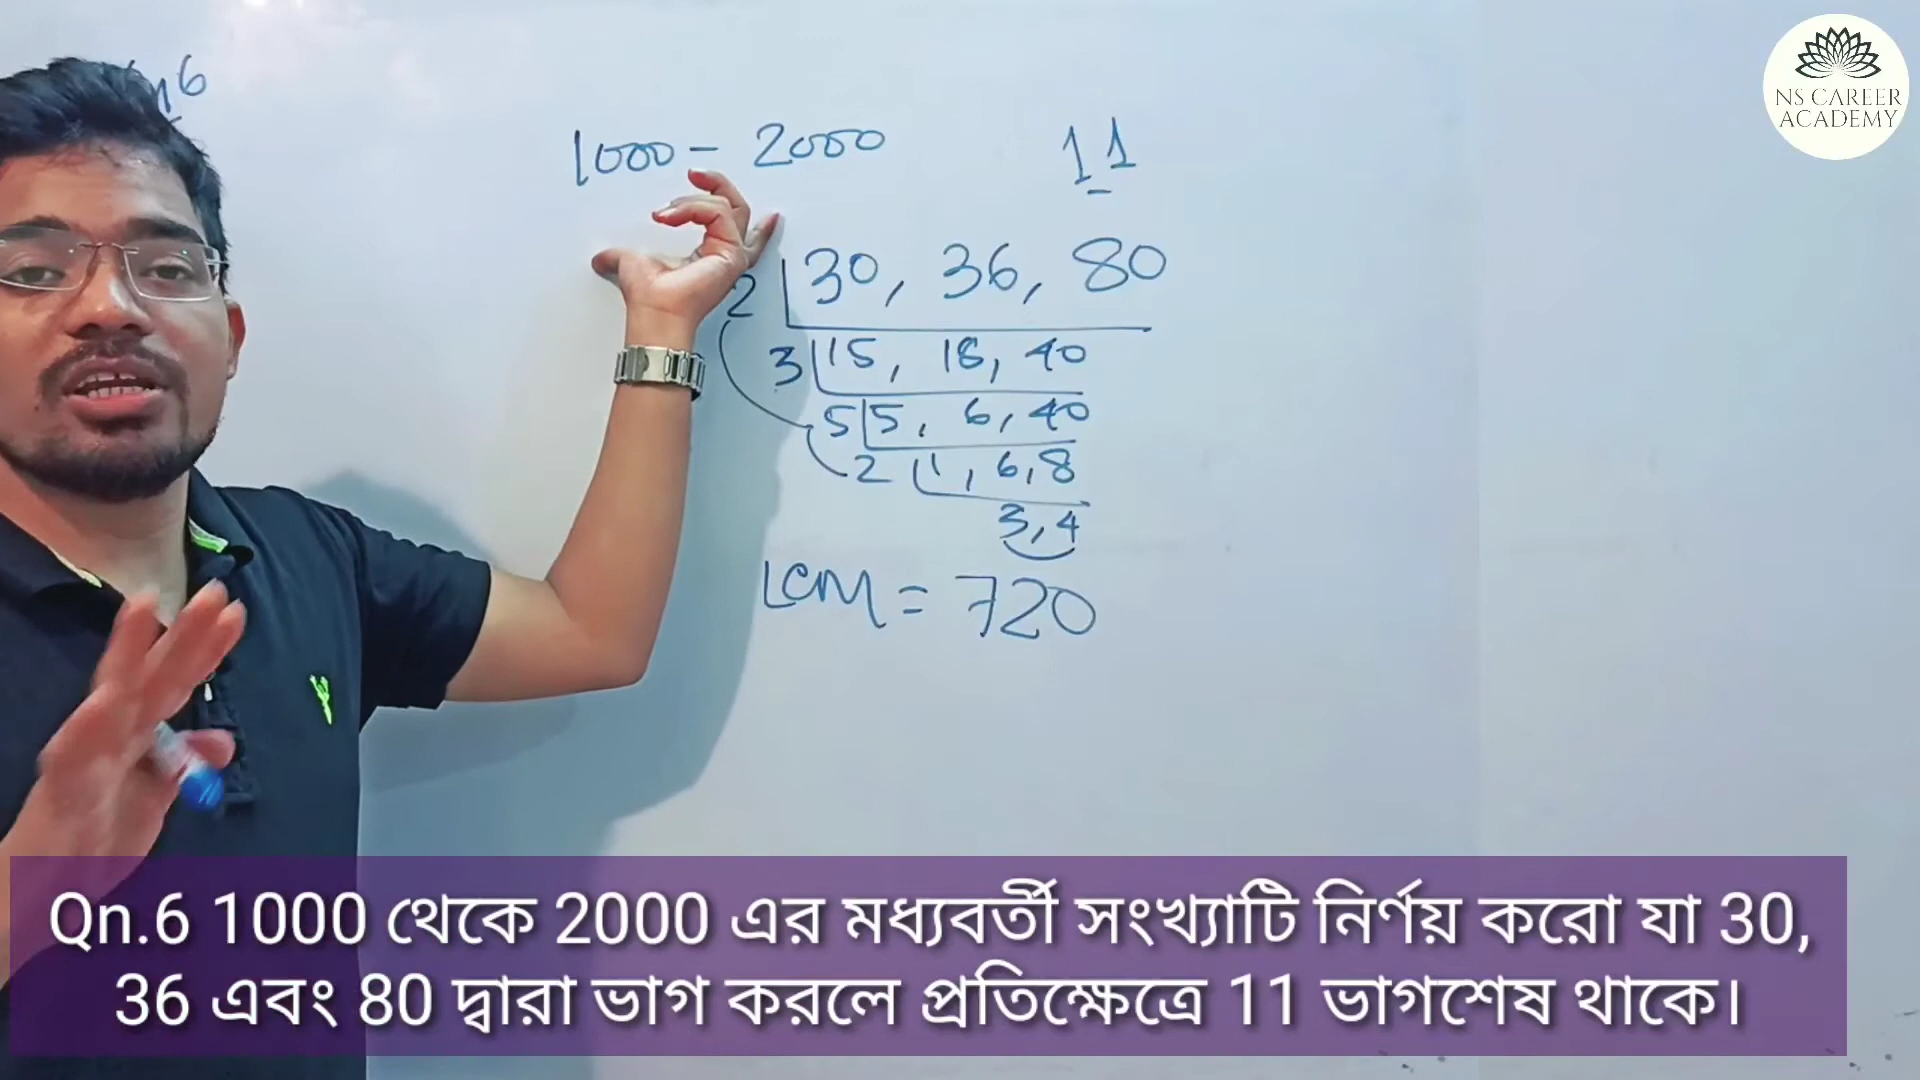 n6
NS CAREER
ACADEMY
1000 - 2000
11
2 30, 36, 80
3 15, 18, 40
5 5, 6, 40
2 1, 6, 8
3, 4
LCM = 720
Qn.6 1000 থেকে 2000 এর মধ্যবর্তী সংখ্যাটি নির্ণয় করো যা 30,
36 এবং 80 দ্বারা ভাগ করলে প্রতিক্ষেত্রে 11 ভাগশেষ থাকে।